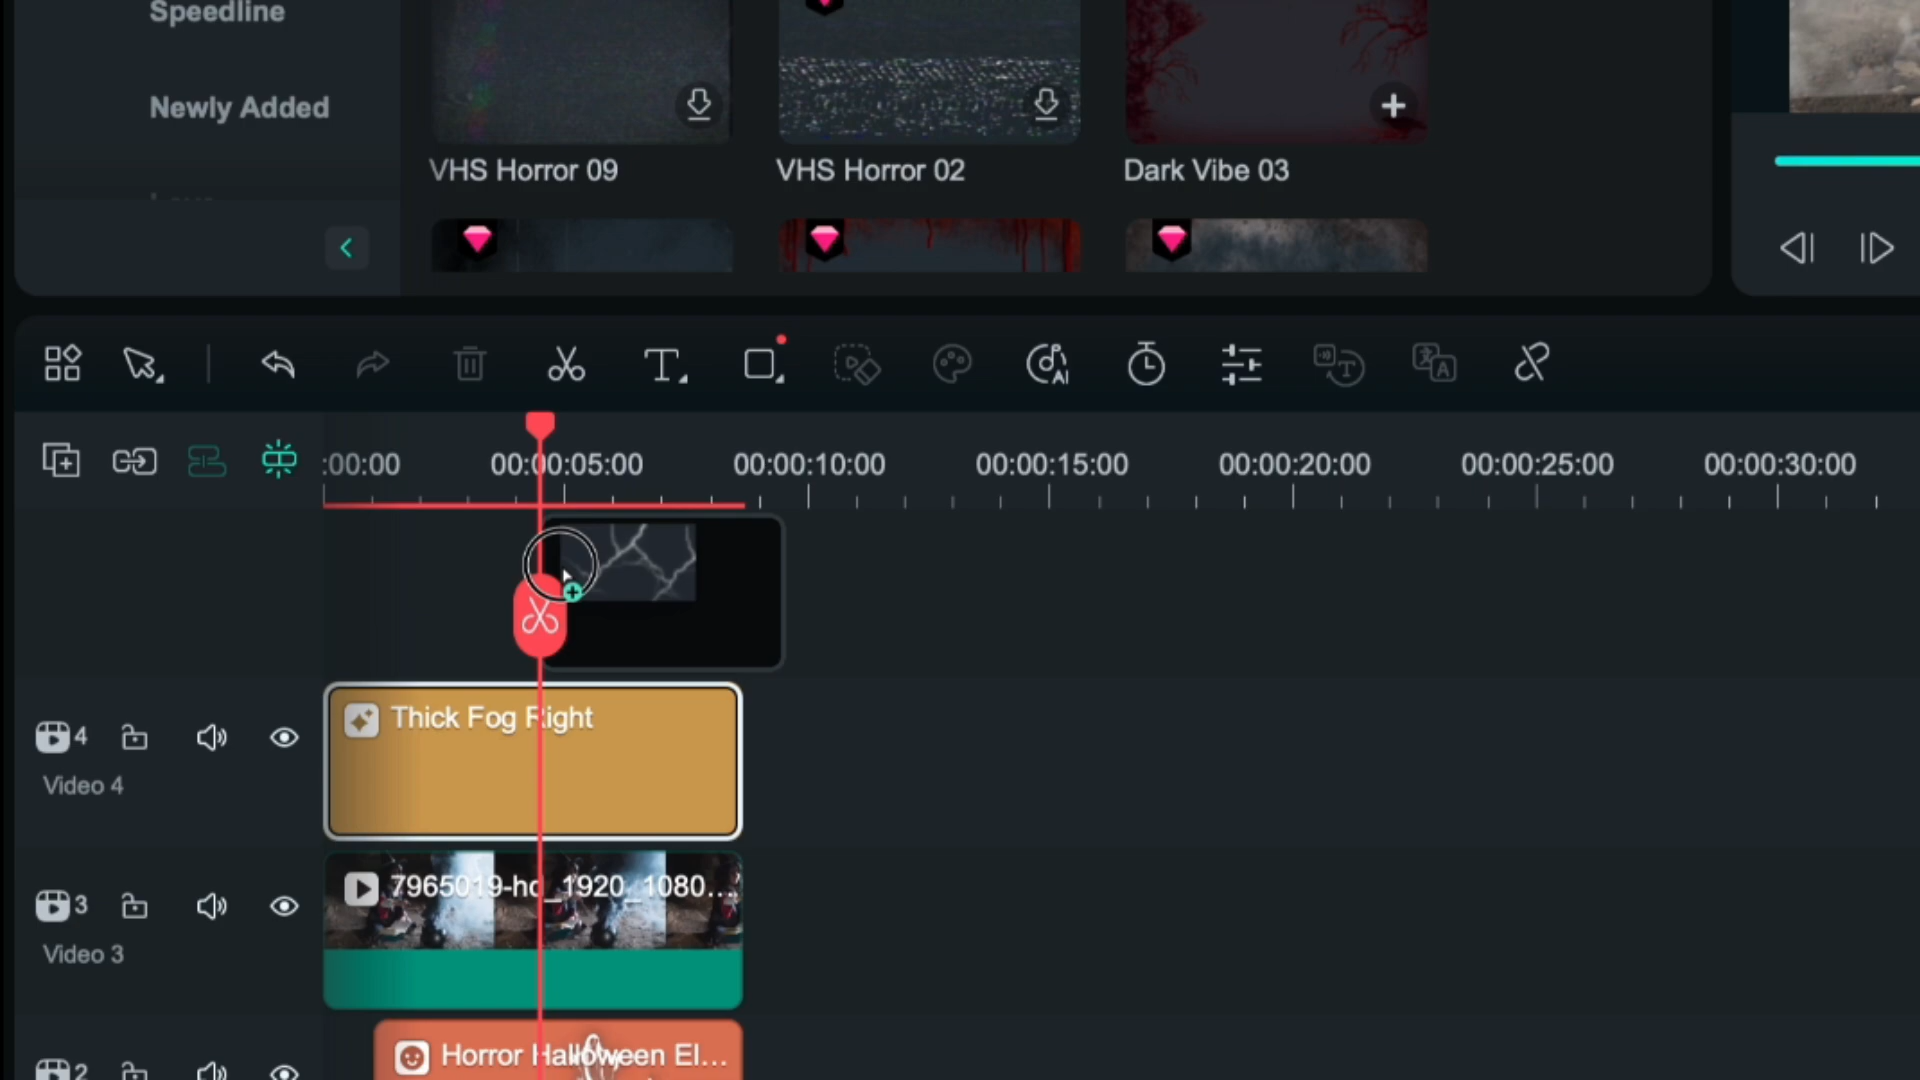 Speedline
Newly Added
VHS Horror 09
VHS Horror 02
Dark Vibe 03
:00:00
00:00:05:00
00:00:10:00
00:00:15:00
00:00:20:00
00:00:25:00
00:00:30:00
Thick Fog Right
4
Video 4
7965019-hd_1920_1080...
3
Video 3
Horror Halloween El...
2